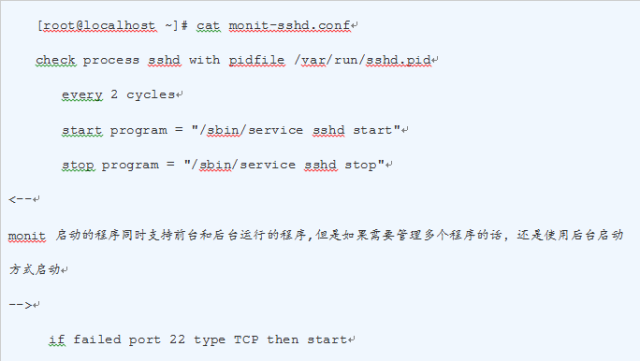 [root@localhost ~]# cat monit-sshd.conf
check process sshd with pidfile /var/run/sshd.pid
every 2 cycles
start program = "/sbin/service sshd start"
stop program = "/sbin/service sshd stop"
<--
monit 启动的程序同时支持前台和后台运行的程序,但是如果需要管理多个程序的话，还是使用后台启动
方式启动
-->
if failed port 22 type TCP then start